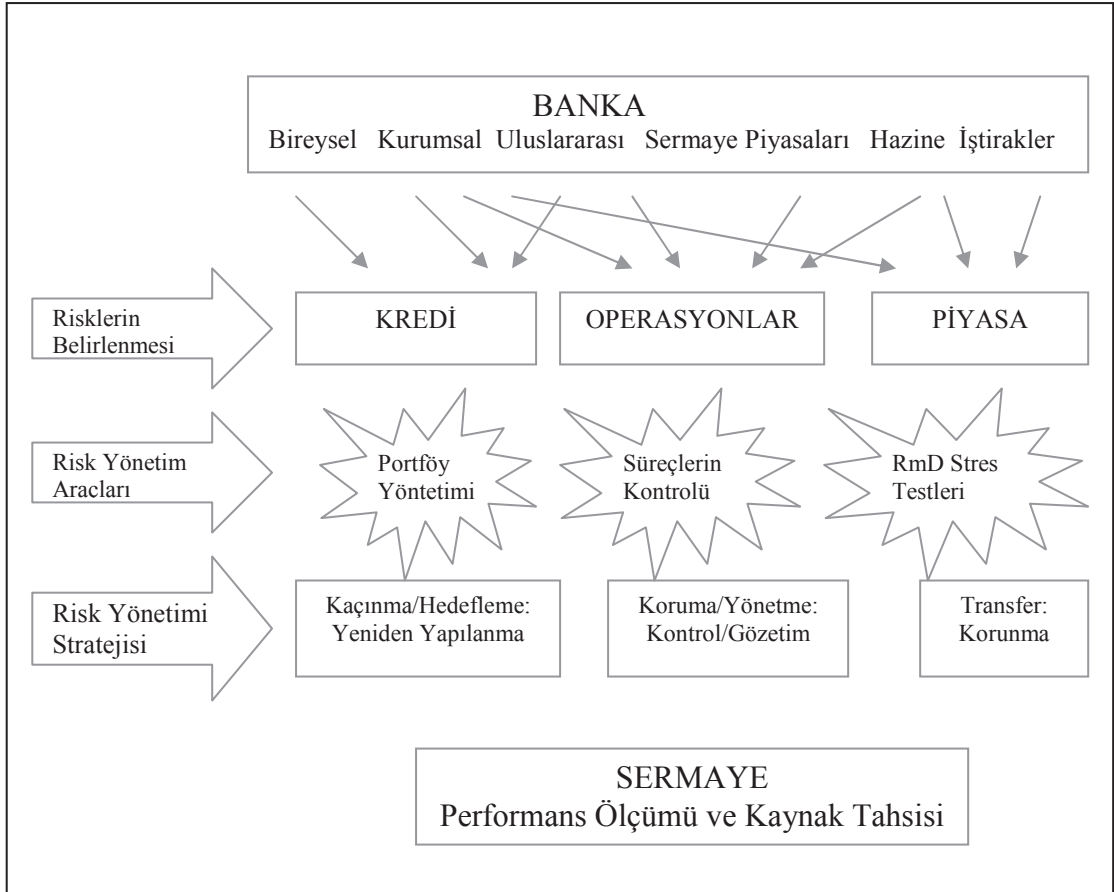 BANKA
Bireysel Kurumsal Uluslararası Sermaye Piyasaları Hazine İştirakler
Risklerin
Belirlenmesi
KREDİ
OPERASYONLAR
PİYASA
Risk Yönetim
Araçları
Portföy
Yöntetimi
Süreçlerin
Kontrolü
RmD Stres
Testleri
Risk Yönetimi
Stratejisi
Kaçınma/Hedefleme:
Yeniden Yapılanma
Koruma/Yönetme:
Kontrol/Gözetim
Transfer:
Korunma
SERMAYE
Performans Ölçümü ve Kaynak Tahsisi